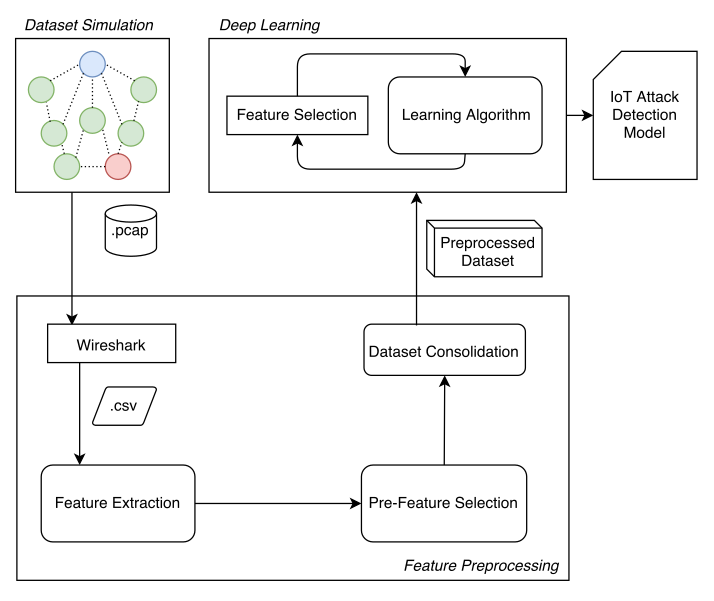 Dataset Simulation
Deep Learning
Feature Selection
Learning Algorithm
IoT Attack
Detection
Model
.pcap
Preprocessed
Dataset
Wireshark
Dataset Consolidation
.csv
Feature Extraction
Pre-Feature Selection
Feature Preprocessing